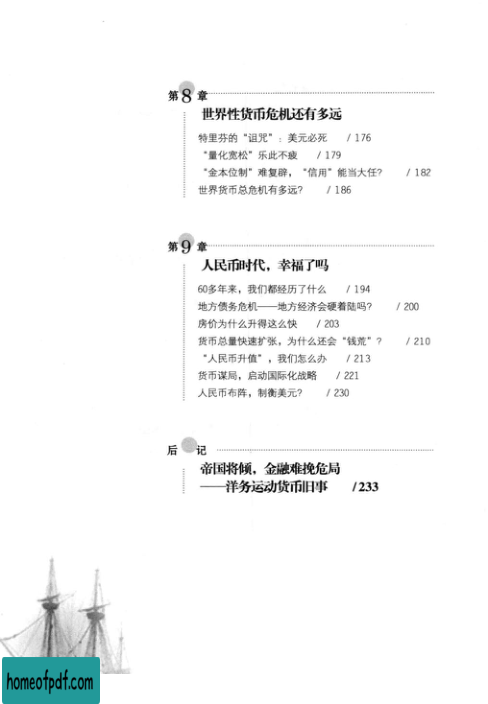 第8章
世界性货币危机还有多远
特里芬的“诅咒”：美元必死 / 176
“量化宽松”乐此不疲 / 179
“金本位制”难复辟，“信用”能当大任？ / 182
世界货币总危机有多远？ / 186
第9章
人民币时代，幸福了吗
60多年来，我们都经历了什么 / 194
地方债务危机——地方经济会硬着陆吗？ / 200
房价为什么升得这么快 / 203
货币总量快速扩张，为什么还会“钱荒”？ / 210
“人民币升值”，我们怎么办 / 213
货币谋局，启动国际化战略 / 221
人民币布阵，制衡美元？ / 230
后记
帝国将倾，金融难挽危局
——洋务运动货币旧事 / 233
homeofpdf.com